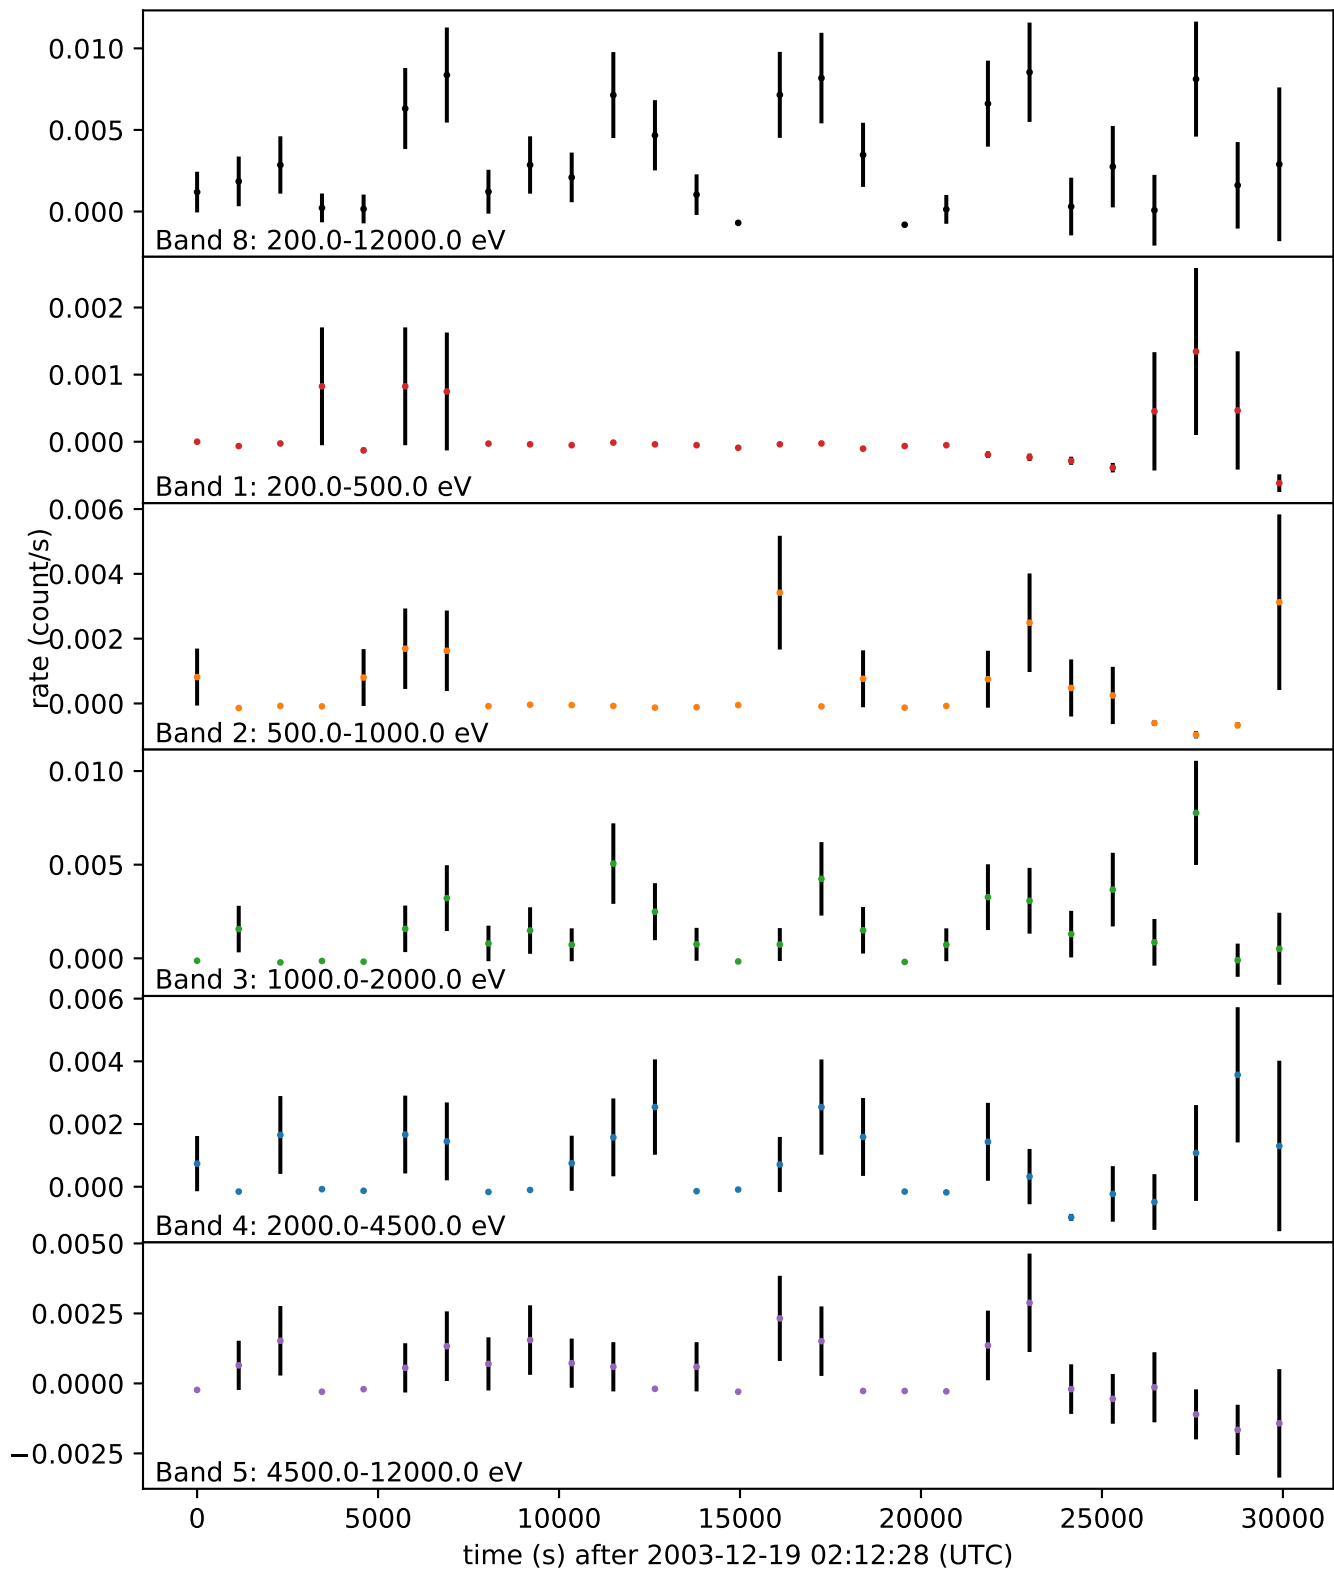 0.010
0.005
0.000
Band 8: 200.0-12000.0 eV
0.002
0.001
0.000
Band 1: 200.0-500.0 eV
rate (count/s)
0.006
0.004
0.002
0.000
Band 2: 500.0-1000.0 eV
0.010
0.005
0.000
Band 3: 1000.0-2000.0 eV
0.006
0.004
0.002
0.000
Band 4: 2000.0-4500.0 eV
0.0050
0.0025
0.0000
−0.0025
Band 5: 4500.0-12000.0 eV
0 5000 10000 15000 20000 25000 30000
time (s) after 2003-12-19 02:12:28 (UTC)